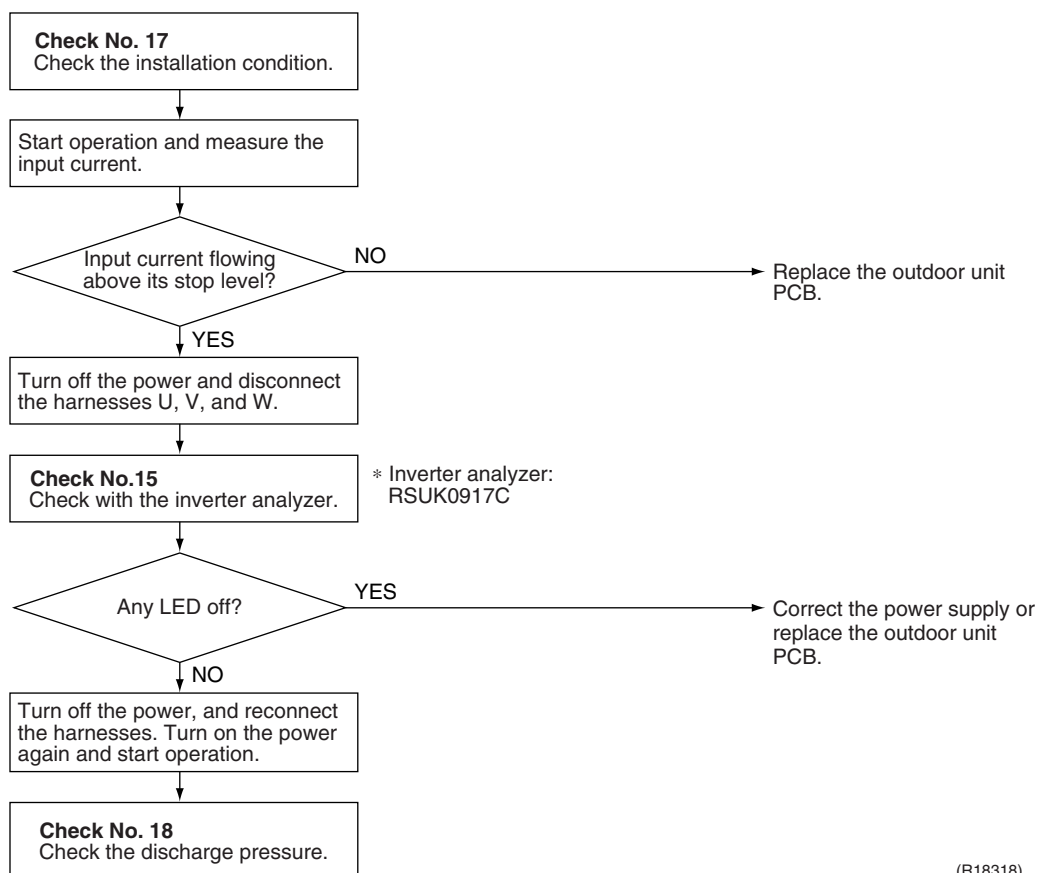 Check No. 17
Check the installation condition.
Start operation and measure the
input current.
Input current flowing
above its stop level?
NO
Replace the outdoor unit
PCB.
YES
Turn off the power and disconnect
the harnesses U, V, and W.
Check No.15
Check with the inverter analyzer.
* Inverter analyzer:
RSUK0917C
Any LED off?
YES
Correct the power supply or
replace the outdoor unit
PCB.
NO
Turn off the power, and reconnect
the harnesses. Turn on the power
again and start operation.
Check No. 18
Check the discharge pressure.
(R18318)